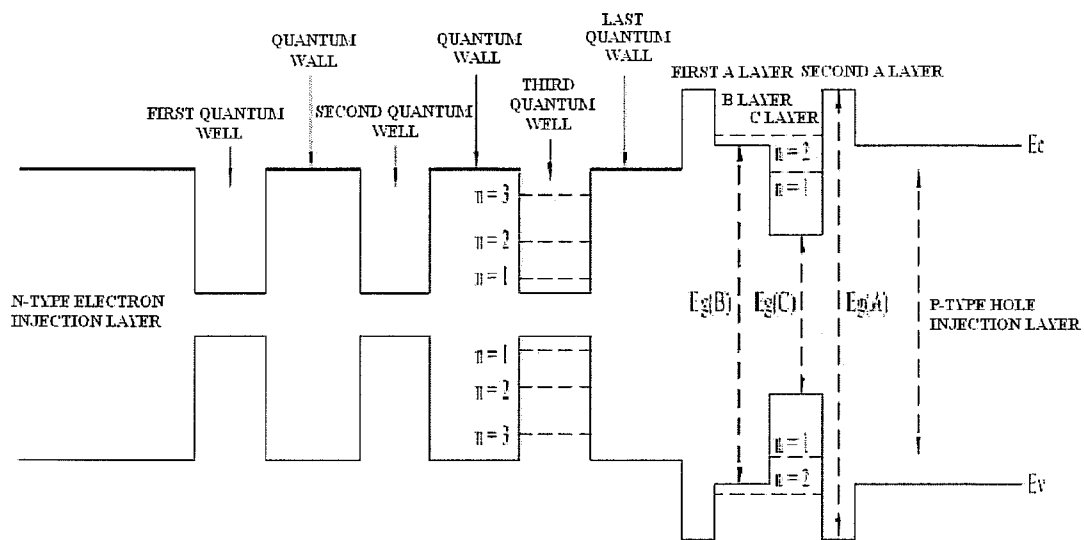 QUANTUM
WALL
FIRST QUANTUM
WELL
SECOND QUANTUM
WELL
QUANTUM
WALL
THIRD
QUANTUM
WELL
LAST
QUANTUM
WALL
FIRST A LAYER
SECOND A LAYER
B LAYER
C LAYER
Ec
n=2
n=1
n=3
n=2
n=1
N-TYPE ELECTRON
INJECTION LAYER
Eg(B)
Eg(C)
Eg(A)
P-TYPE HOLE
INJECTION LAYER
n=1
n=2
n=3
n=1
n=2
Ev